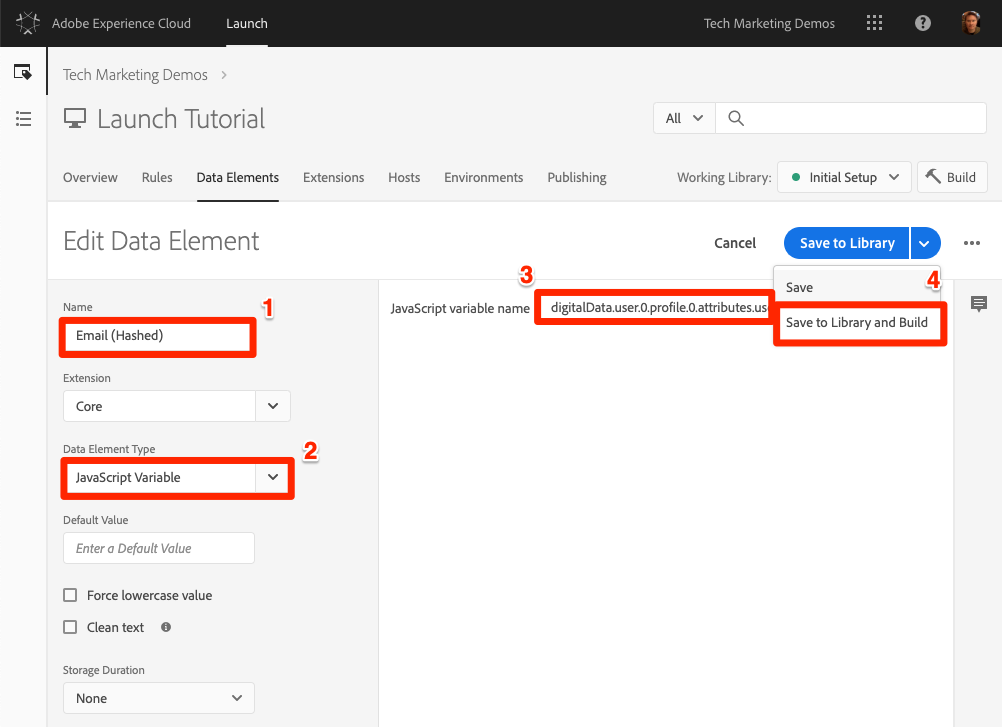 Adobe Experience Cloud
Launch
Tech Marketing Demos
Tech Marketing Demos
Launch Tutorial
All
Overview
Rules
Data Elements
Extensions
Hosts
Environments
Publishing
Working Library:
Initial Setup
Build
Edit Data Element
Cancel
Save to Library
Save
4
Save to Library and Build
Name
1
Email (Hashed)
Extension
Core
Data Element Type
2
JavaScript Variable
Default Value
Enter a Default Value
Force lowercase value
Clean text
Storage Duration
None
3
JavaScript variable name
digitalData.user.0.profile.0.attributes.us